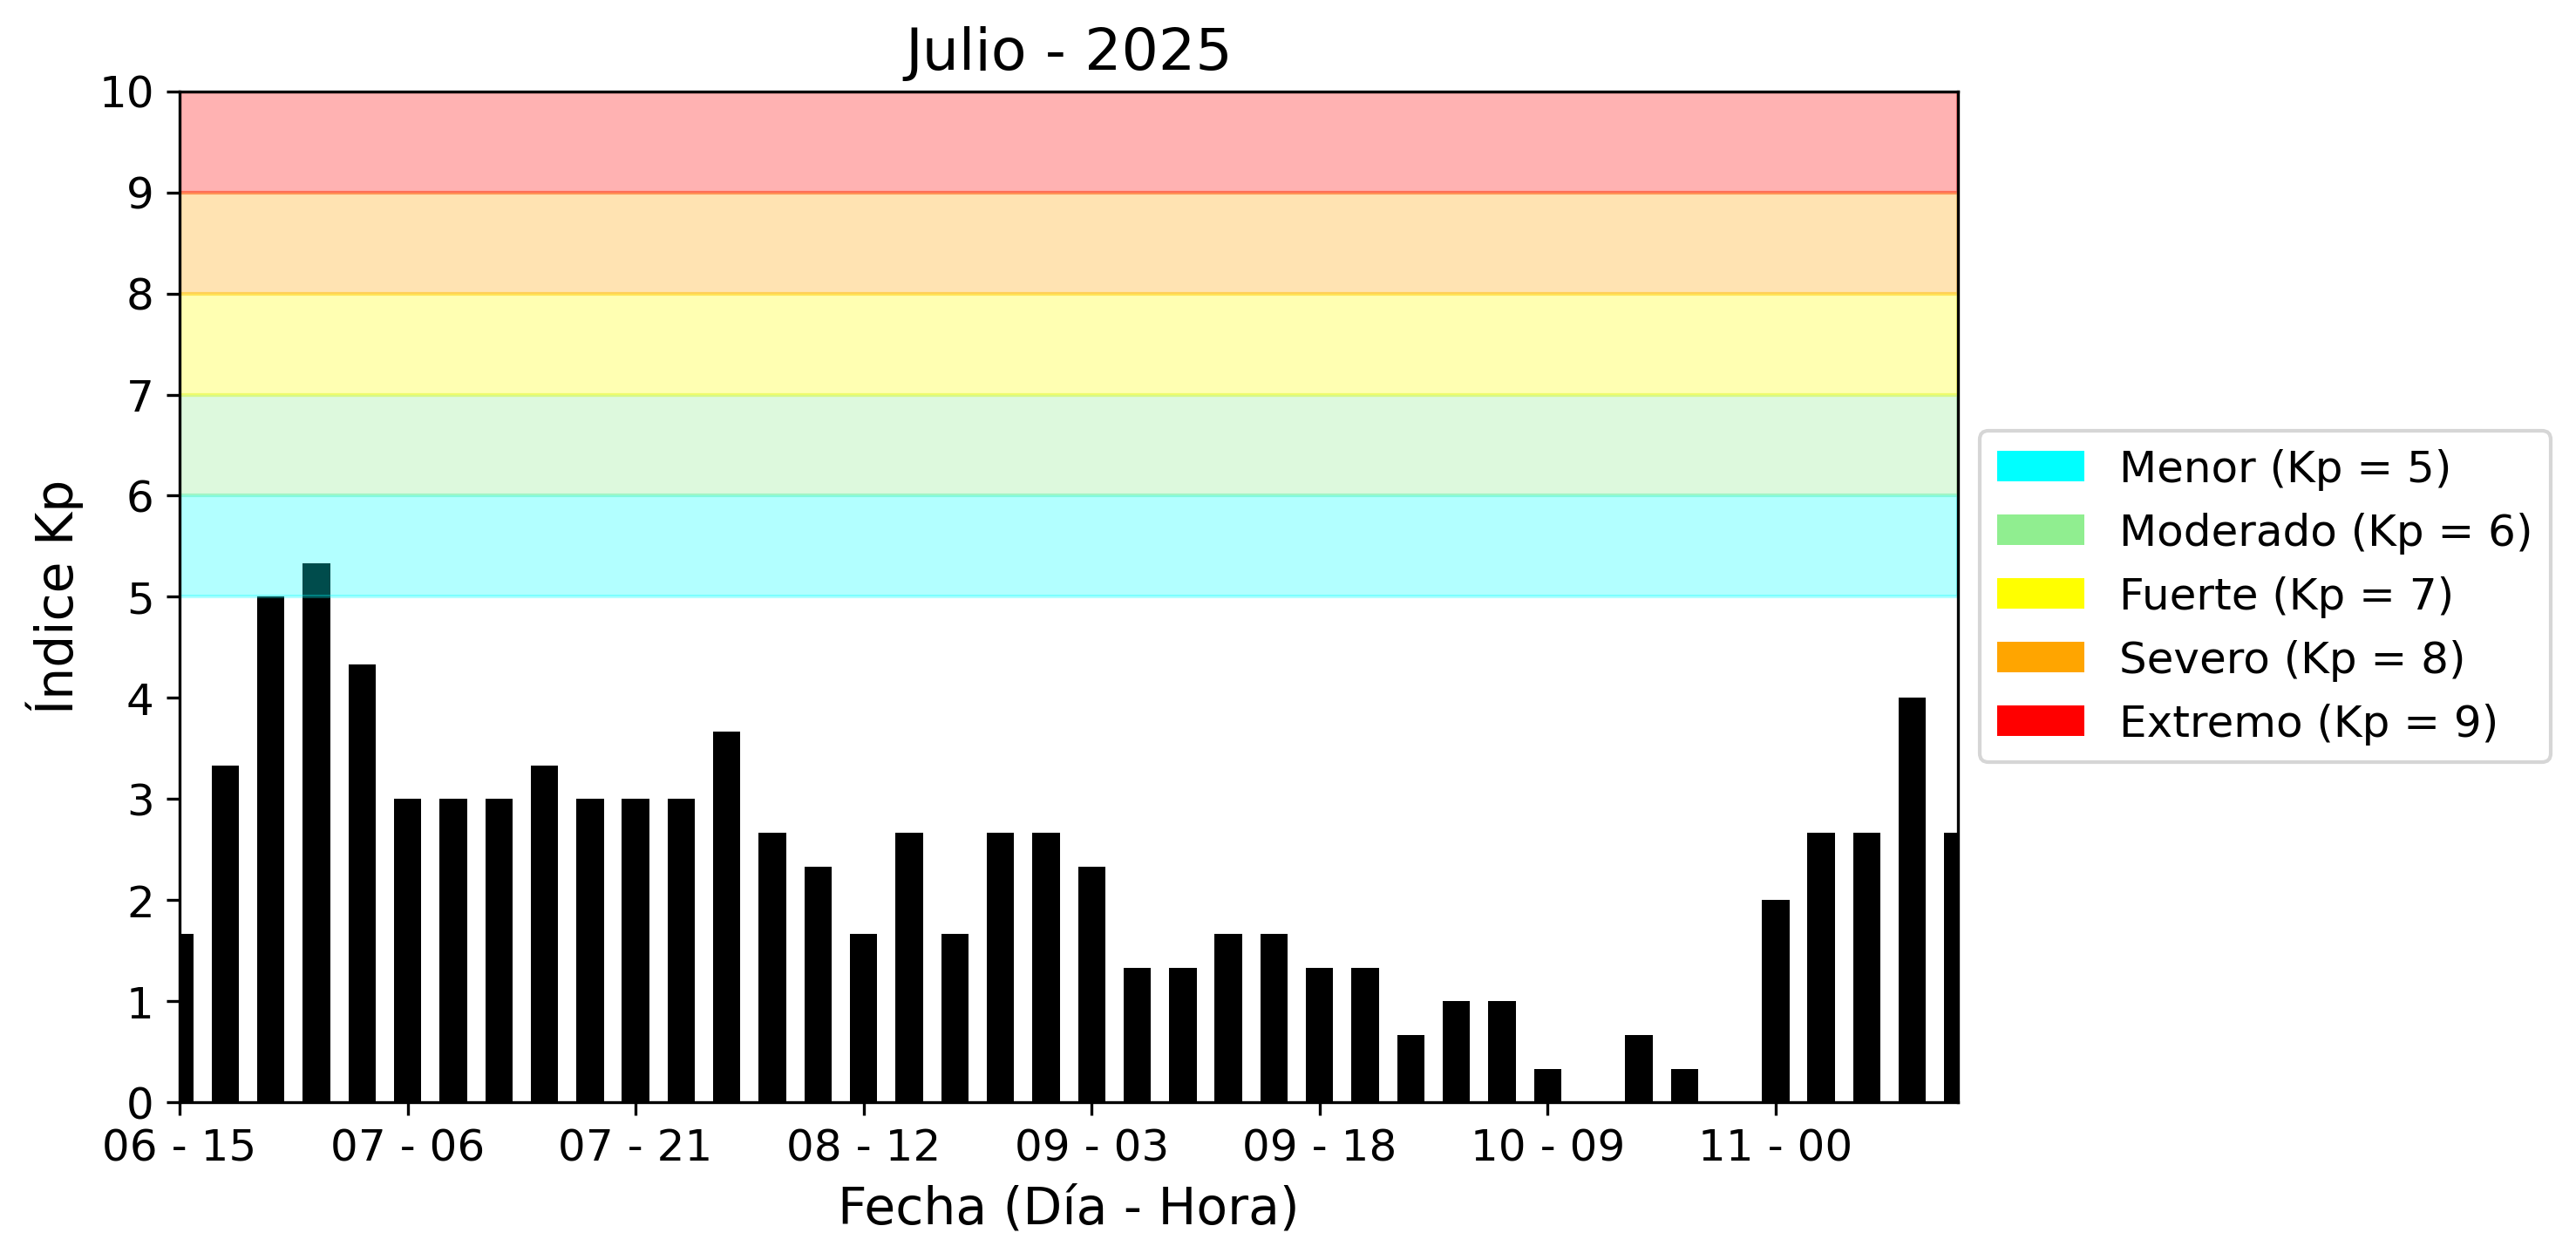 Julio - 2025
10
9
8
7
6
5
4
3
2
1
0
Índice Kp
06 - 15 07 - 06 07 - 21 08 - 12 09 - 03 09 - 18 10 - 09 11 - 00
Fecha (Día - Hora)
Menor (Kp = 5)
Moderado (Kp = 6)
Fuerte (Kp = 7)
Severo (Kp = 8)
Extremo (Kp = 9)